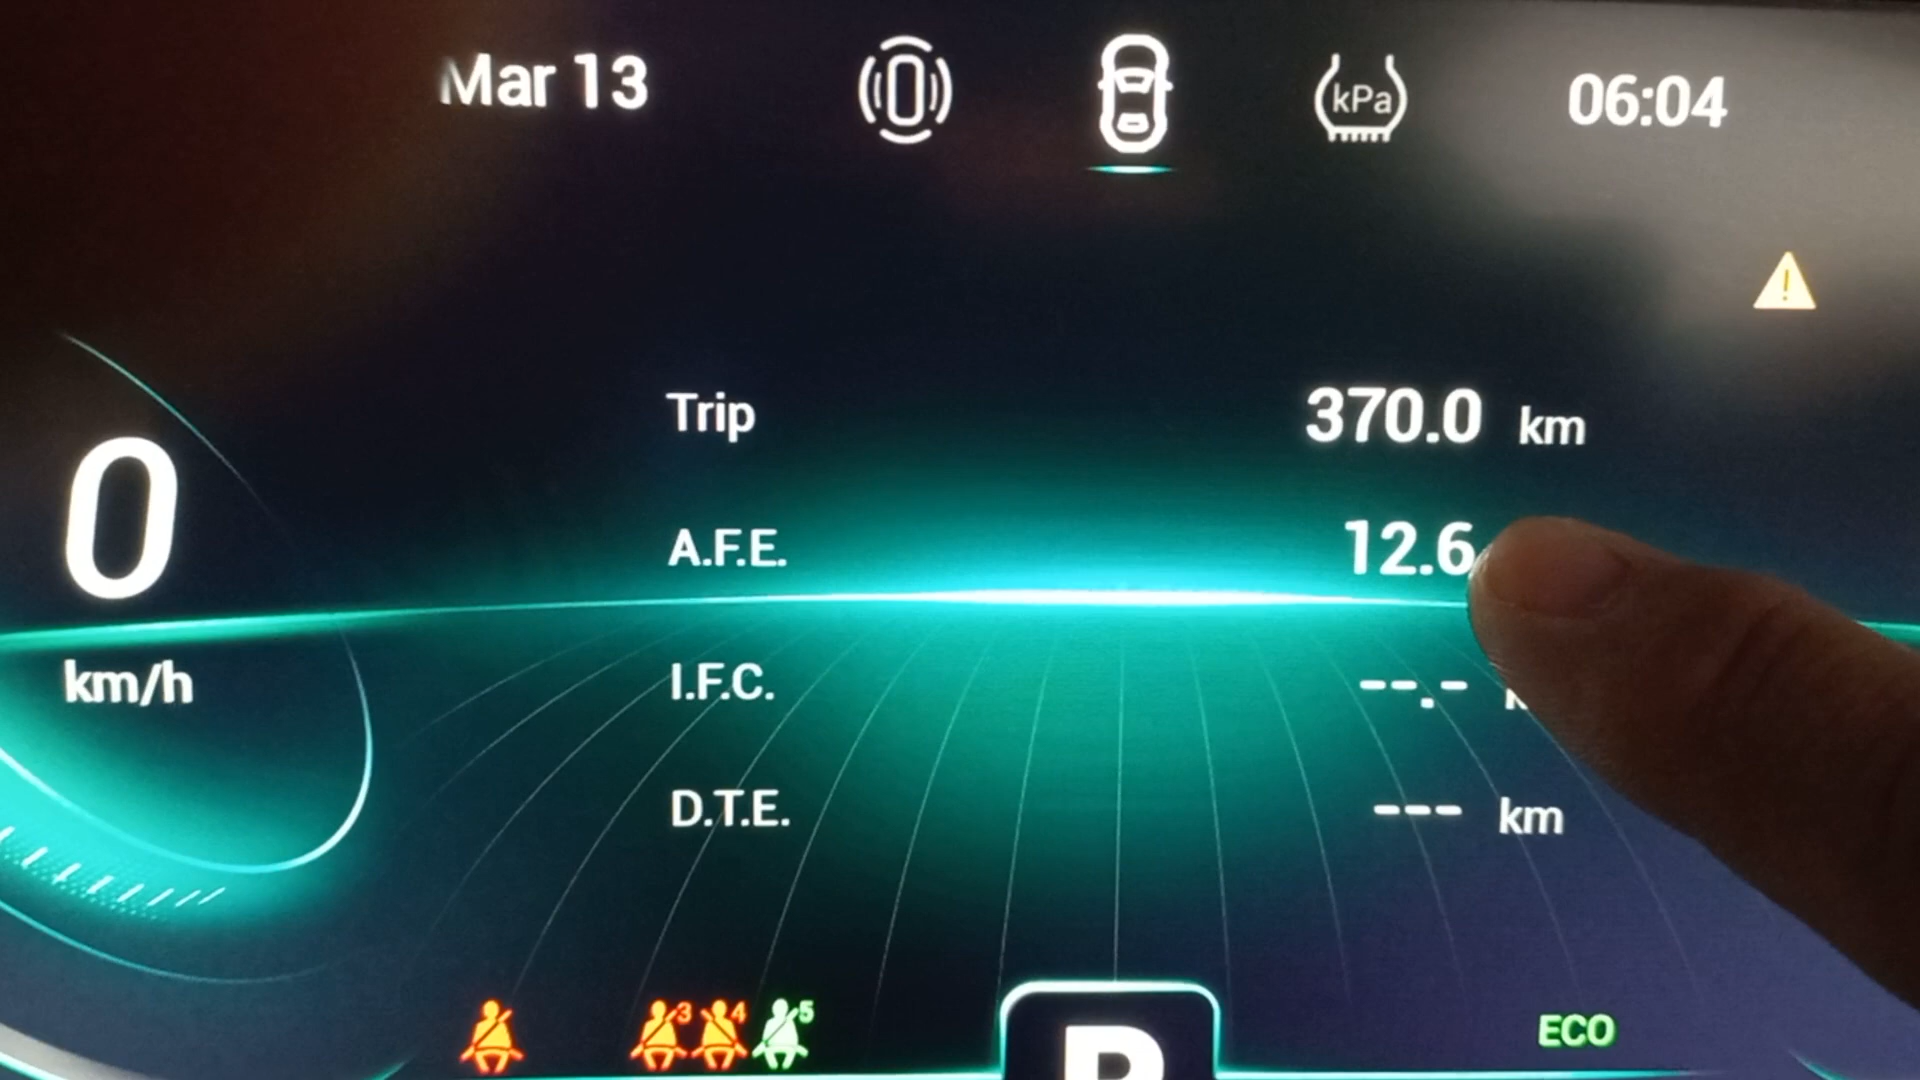 Mar 13
kPa
06:04
Trip 370.0 km
A.F.E. 12.6
0
km/h
I.F.C. --.-
D.T.E. --- km
3 4 5
P
ECO